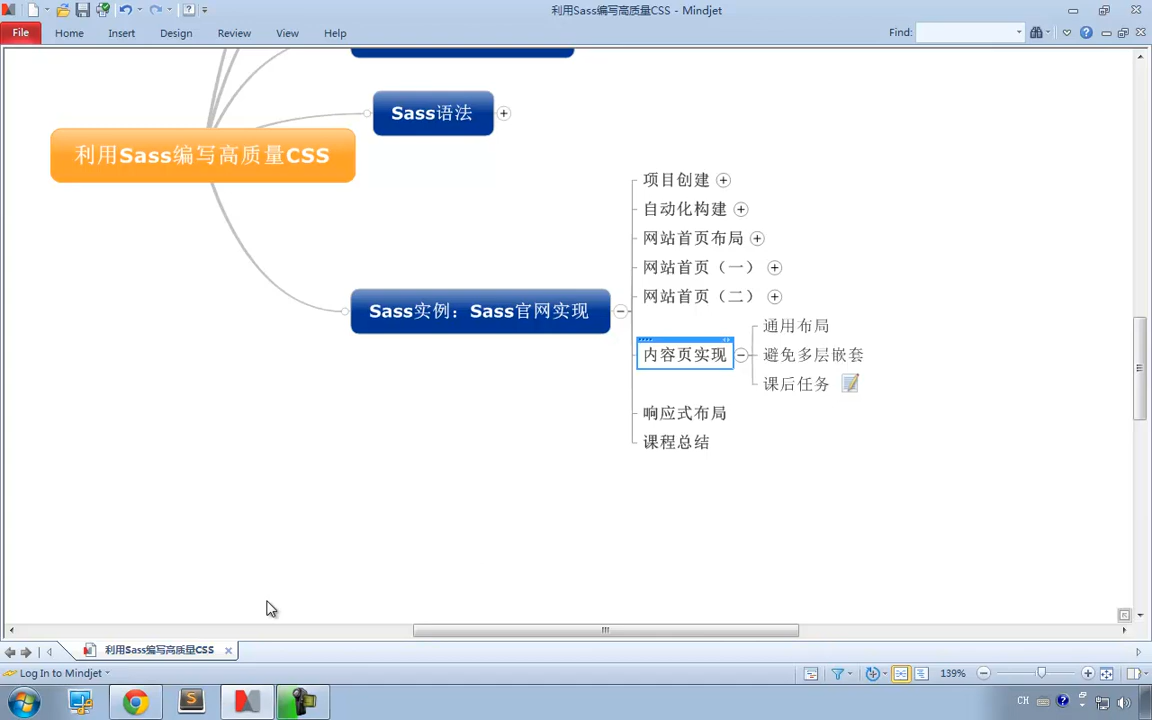 利用Sass编写高质量CSS - Mindjet
File Home Insert Design Review View Help Find:
Sass语法
利用Sass编写高质量CSS
项目创建
自动化构建
网站首页布局
网站首页（一）
网站首页（二）
Sass实例：Sass官网实现
通用布局
内容页实现
避免多层嵌套
课后任务
响应式布局
课程总结
利用Sass编写高质量CSS
Log In to Mindjet
139%
CH